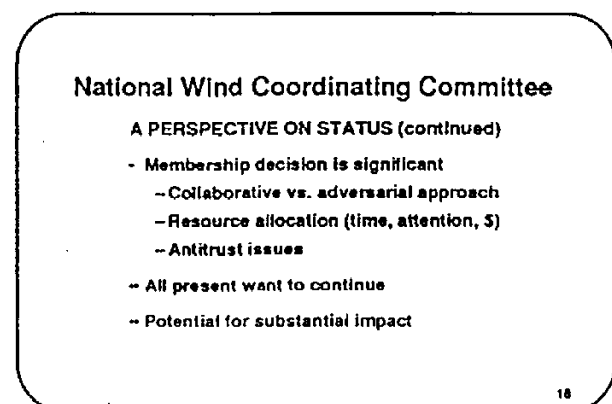 National Wind Coordinating Committee
A PERSPECTIVE ON STATUS (continued)
- Membership decision is significant
-- Collaborative vs. adversarial approach
-- Resource allocation (time, attention, $)
-- Antitrust issues
-- All present want to continue
-- Potential for substantial impact
18